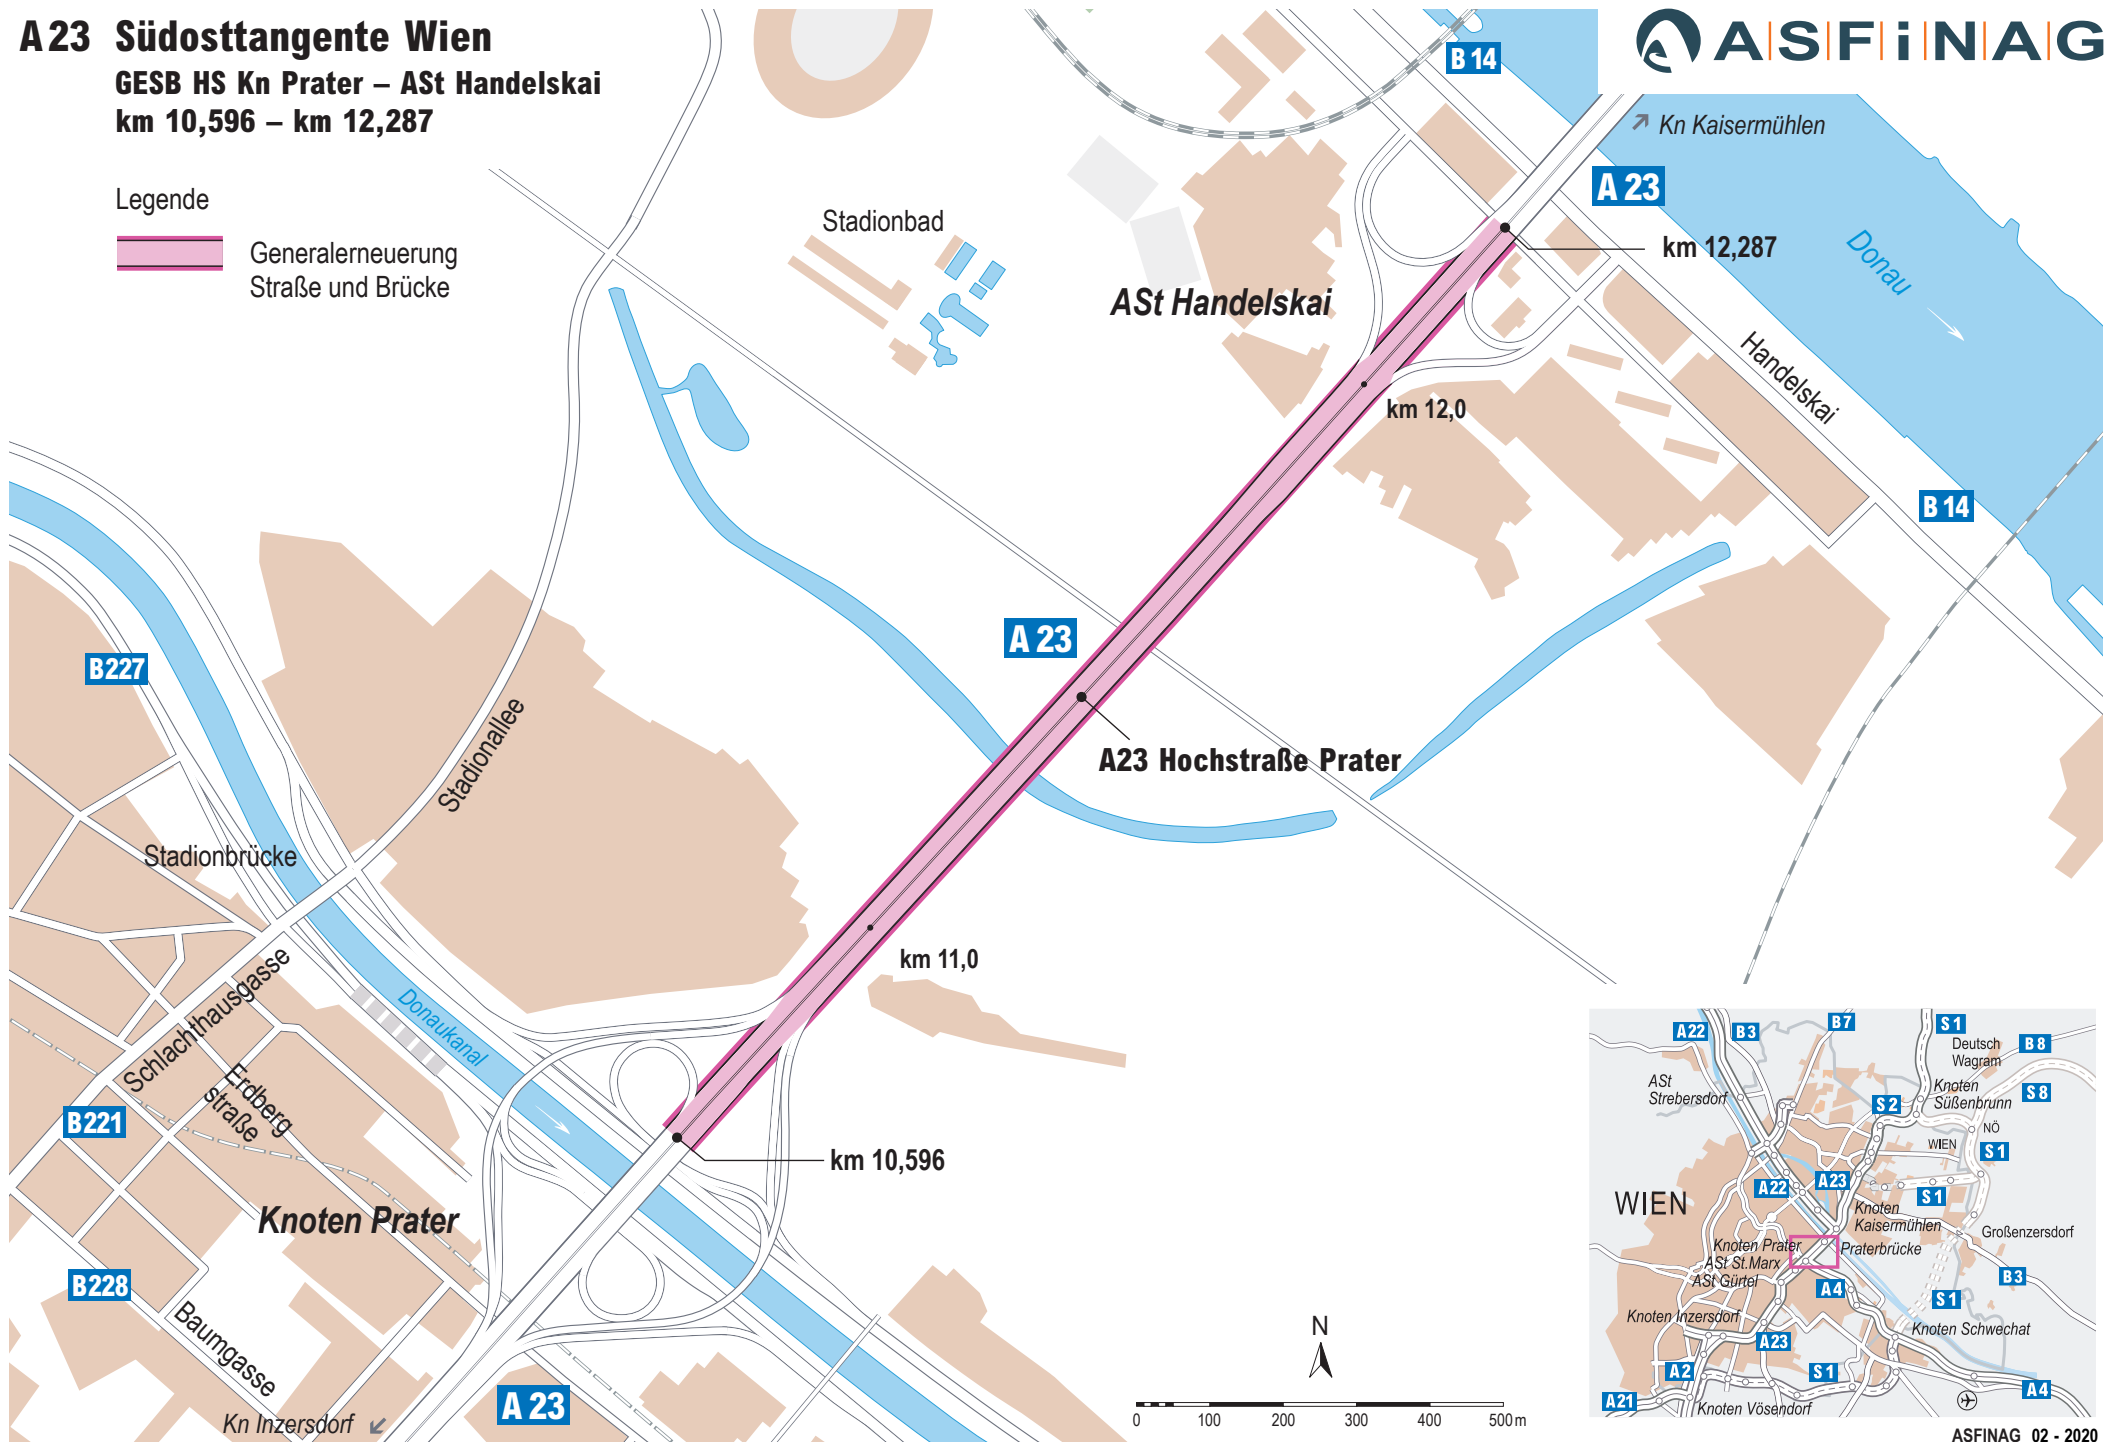 A23 Südosttangente Wien
GESB HS Kn Prater – ASt Handelskai
km 10,596 – km 12,287
Legende
Generalerneuerung
Straße und Brücke
ASFiNAG
B 14
Kn Kaisermühlen
A 23
km 12,287
Donau
Stadionbad
ASt Handelskai
Handelskai
km 12,0
B 14
B227
A 23
Stadionallee
A23 Hochstraße Prater
Stadionbrücke
km 11,0
Schlachthausgasse
Donaukanal
Erdberg
straße
B221
km 10,596
Knoten Prater
B228
Baumgasse
Kn Inzersdorf
A 23
N
0 100 200 300 400 500 m
A22
B3
B7
S1
Deutsch
Wagram
B8
ASt
Strebersdorf
Knoten
Süßenbrunn
S8
S2
NÖ
WIEN
S1
A22
A23
S1
WIEN
Knoten
Kaisermühlen
Großenzersdorf
Knoten Prater
Praterbrücke
ASt St.Marx
ASt Gürtel
B3
A4
S1
Knoten Inzersdorf
Knoten Schwechat
A23
A2
S1
A4
A21
Knoten Vösendorf
ASFINAG 02 - 2020